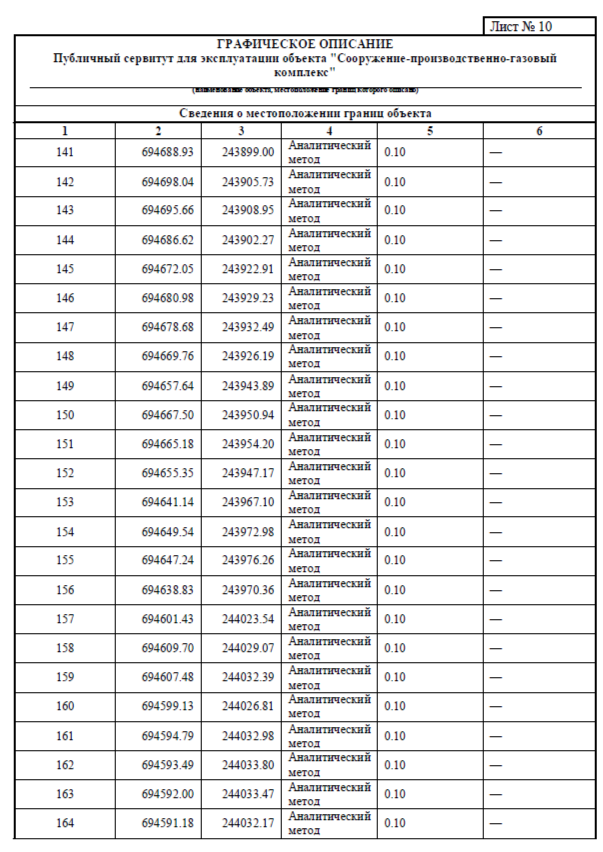 Лист № 10
ГРАФИЧЕСКОЕ ОПИСАНИЕ
Публичный сервитут для эксплуатации объекта "Сооружение-производственно-газовый
комплекс"
(наименование объекта, местоположение границ которого описано)
Сведения о местоположении границ объекта
1 2 3 4 5 6
141 694688.93 243899.00 Аналитический метод 0.10 —
142 694698.04 243905.73 Аналитический метод 0.10 —
143 694695.66 243908.95 Аналитический метод 0.10 —
144 694686.62 243902.27 Аналитический метод 0.10 —
145 694672.05 243922.91 Аналитический метод 0.10 —
146 694680.98 243929.23 Аналитический метод 0.10 —
147 694678.68 243932.49 Аналитический метод 0.10 —
148 694669.76 243926.19 Аналитический метод 0.10 —
149 694657.64 243943.89 Аналитический метод 0.10 —
150 694667.50 243950.94 Аналитический метод 0.10 —
151 694665.18 243954.20 Аналитический метод 0.10 —
152 694655.35 243947.17 Аналитический метод 0.10 —
153 694641.14 243967.10 Аналитический метод 0.10 —
154 694649.54 243972.98 Аналитический метод 0.10 —
155 694647.24 243976.26 Аналитический метод 0.10 —
156 694638.83 243970.36 Аналитический метод 0.10 —
157 694601.43 244023.54 Аналитический метод 0.10 —
158 694609.70 244029.07 Аналитический метод 0.10 —
159 694607.48 244032.39 Аналитический метод 0.10 —
160 694599.13 244026.81 Аналитический метод 0.10 —
161 694594.79 244032.98 Аналитический метод 0.10 —
162 694593.49 244033.80 Аналитический метод 0.10 —
163 694592.00 244033.47 Аналитический метод 0.10 —
164 694591.18 244032.17 Аналитический метод 0.10 —